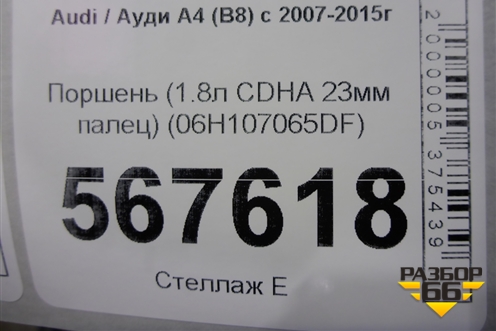 Audi / Ауди A4 (B8) с 2007-2015г
Поршень (1.8л CDHA 23мм
палец) (06H107065DF)
567618
Стеллаж Е
2000005375439
РАЗБОР
66